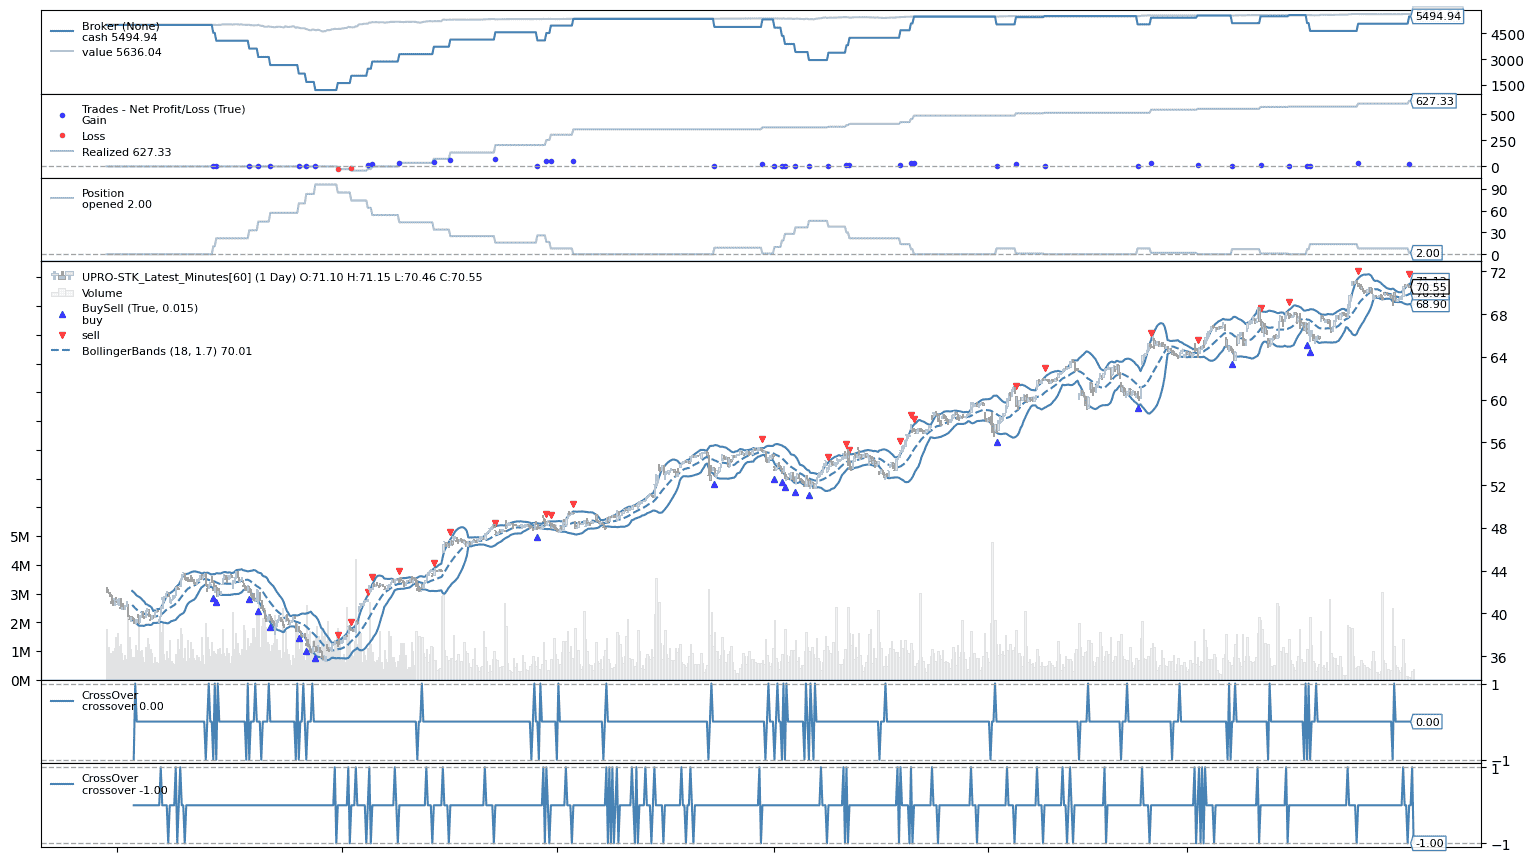 Broker (None)
cash 5494.94
value 5636.04
5494.94
4500
3000
1500
Trades - Net Profit/Loss (True)
Gain
Loss
Realized 627.33
627.33
500
250
0
Position
opened 2.00
90
60
30
2.00
0
UPRO-STK_Latest_Minutes[60] (1 Day) O:71.10 H:71.15 L:70.46 C:70.55
Volume
BuySell (True, 0.015)
buy
sell
BollingerBands (18, 1.7) 70.01
72
70.55
68.90
68
64
60
56
52
48
44
40
36
5M
4M
3M
2M
1M
0M
CrossOver
crossover 0.00
1
0.00
−1
CrossOver
crossover -1.00
1
-1.00
−1